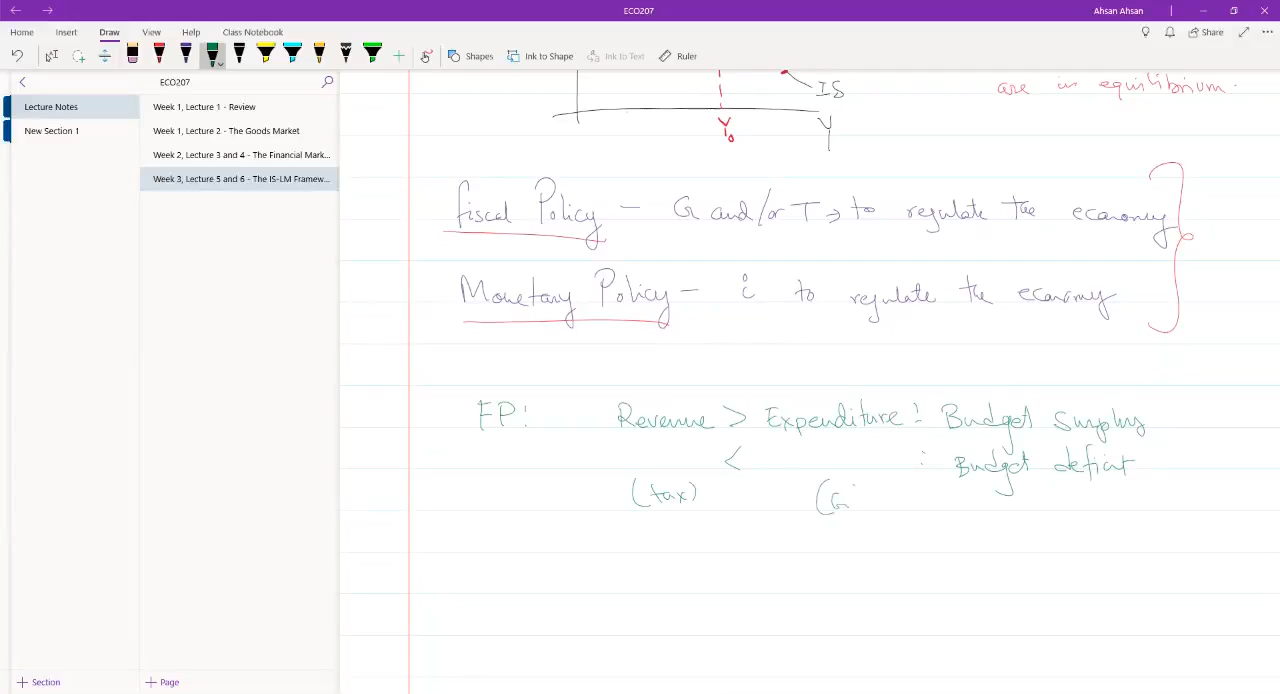 ECO207
Ahsan Ahsan
Home Insert Draw View Help Class Notebook
Share
Shapes Ink to Shape Ink to Text Ruler
ECO207
Lecture Notes
New Section 1
Week 1, Lecture 1 - Review
Week 1, Lecture 2 - The Goods Market
Week 2, Lecture 3 and 4 - The Financial Mark...
Week 3, Lecture 5 and 6 - The IS-LM Framew...
IS
are in equilibrium.
Y₀ Y
Fiscal Policy - G and/or T → to regulate the economy
Monetary Policy - i to regulate the economy
FP: Revenue > Expenditure : Budget Surplus
< : Budget deficit
(tax) (G
Section
Page